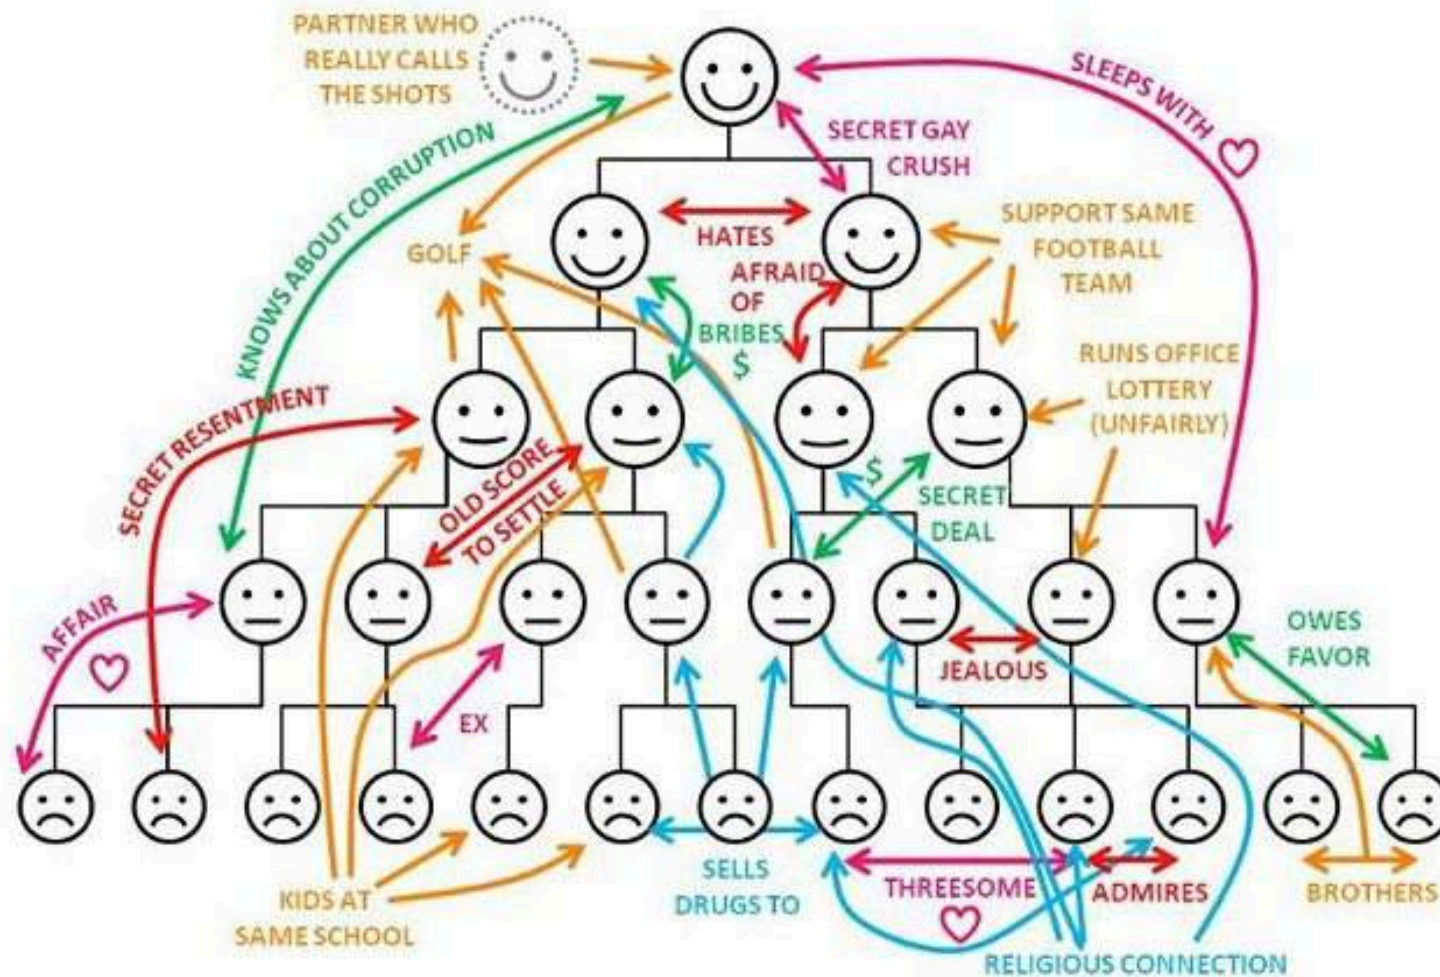 PARTNER WHO
REALLY CALLS
THE SHOTS
SLEEPS WITH
SECRET GAY
CRUSH
KNOWS ABOUT CORRUPTION
GOLF
HATES
SUPPORT SAME
FOOTBALL
TEAM
AFRAID
OF
BRIBES
$
RUNS OFFICE
LOTTERY
(UNFAIRLY)
SECRET RESENTMENT
OLD SCORE
TO SETTLE
$
SECRET
DEAL
AFFAIR
OWES
FAVOR
JEALOUS
EX
KIDS AT
SAME SCHOOL
SELLS
DRUGS TO
THREESOME
ADMIRES
BROTHERS
RELIGIOUS CONNECTION